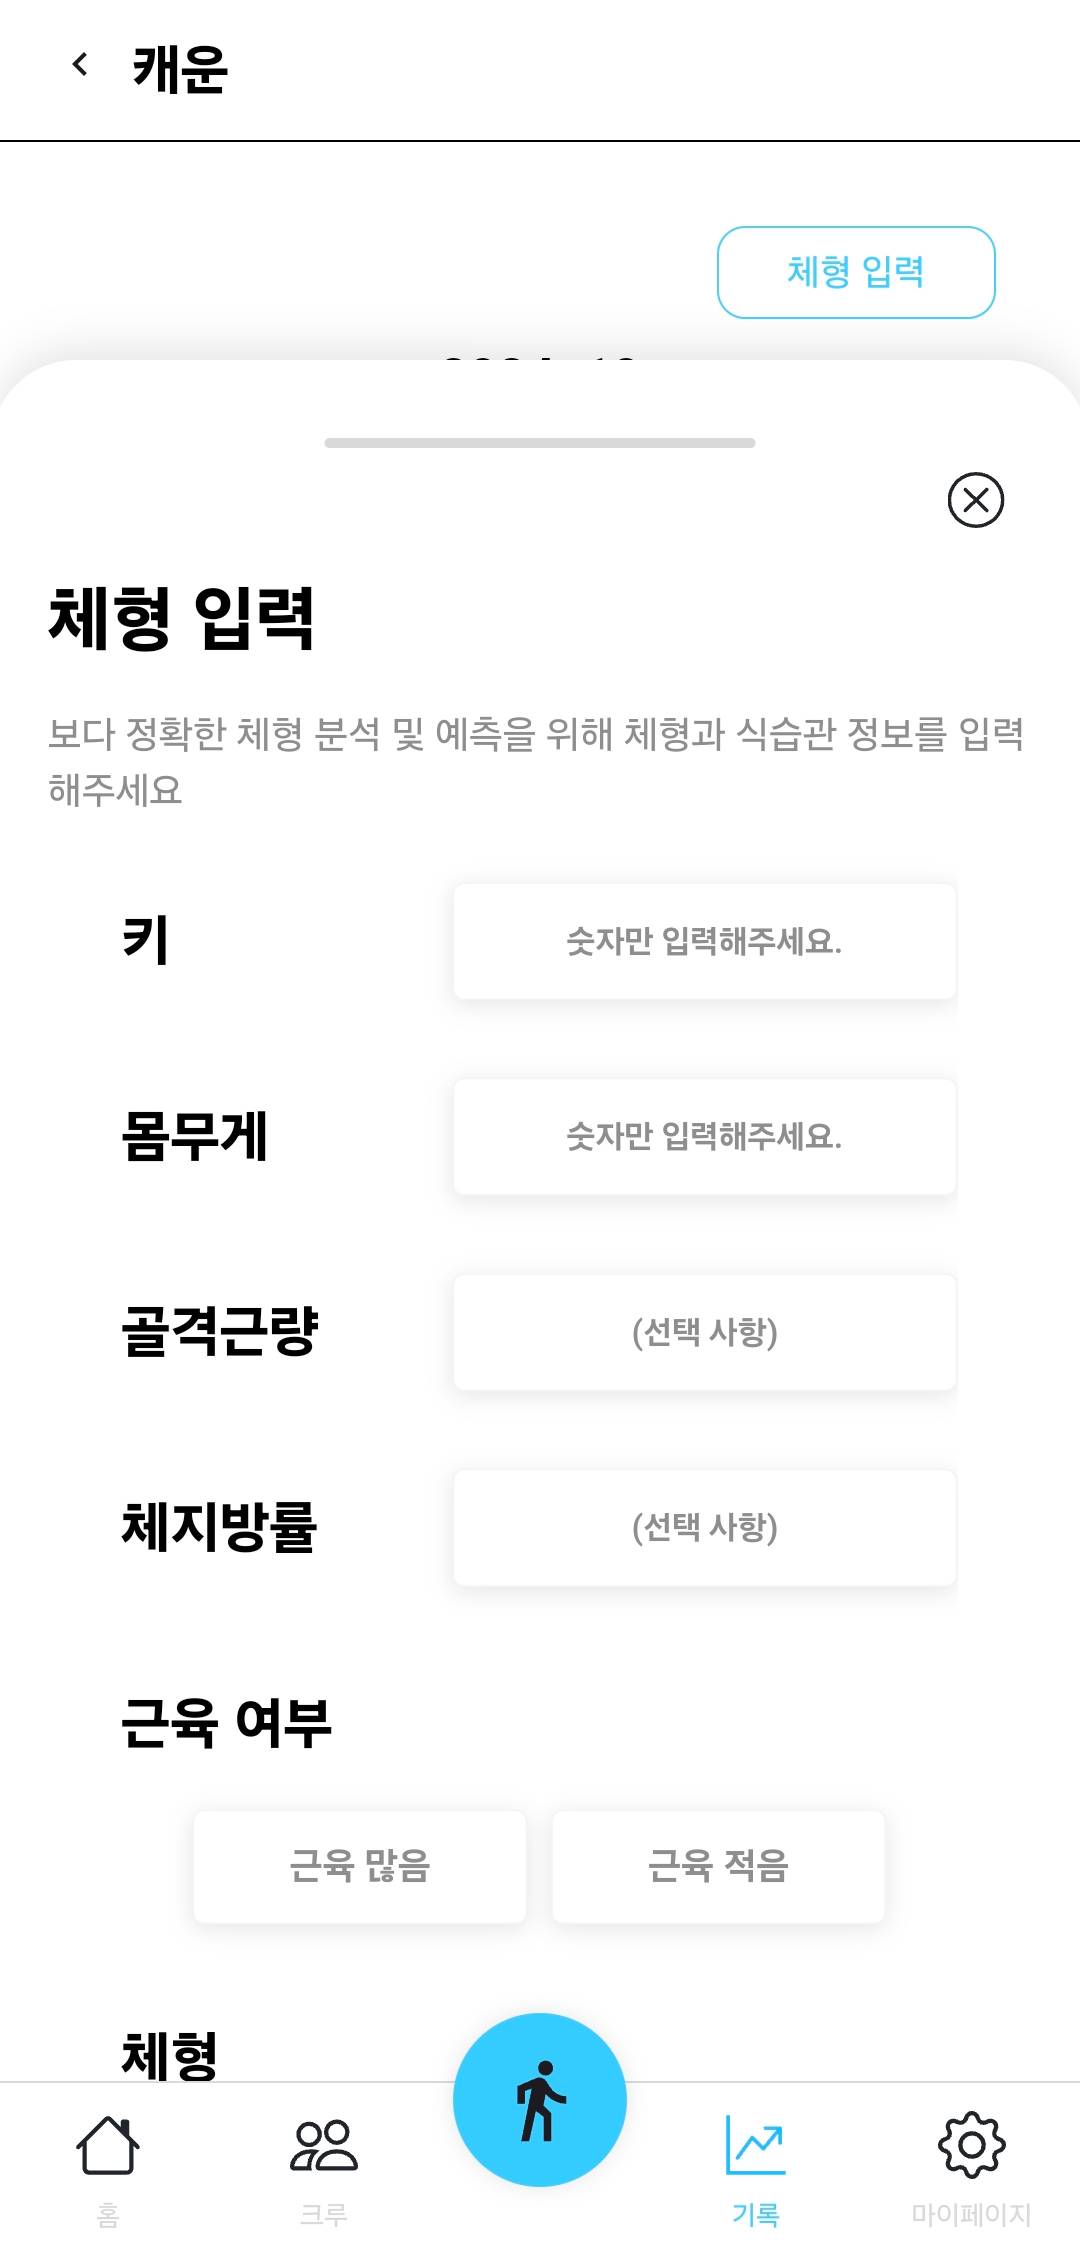 캐운
체형 입력
체형 입력
보다 정확한 체형 분석 및 예측을 위해 체형과 식습관 정보를 입력
해주세요
키
숫자만 입력해주세요.
몸무게
숫자만 입력해주세요.
골격근량
(선택 사항)
체지방률
(선택 사항)
근육 여부
근육 많음
근육 적음
체형
홈
크루
기록
마이페이지